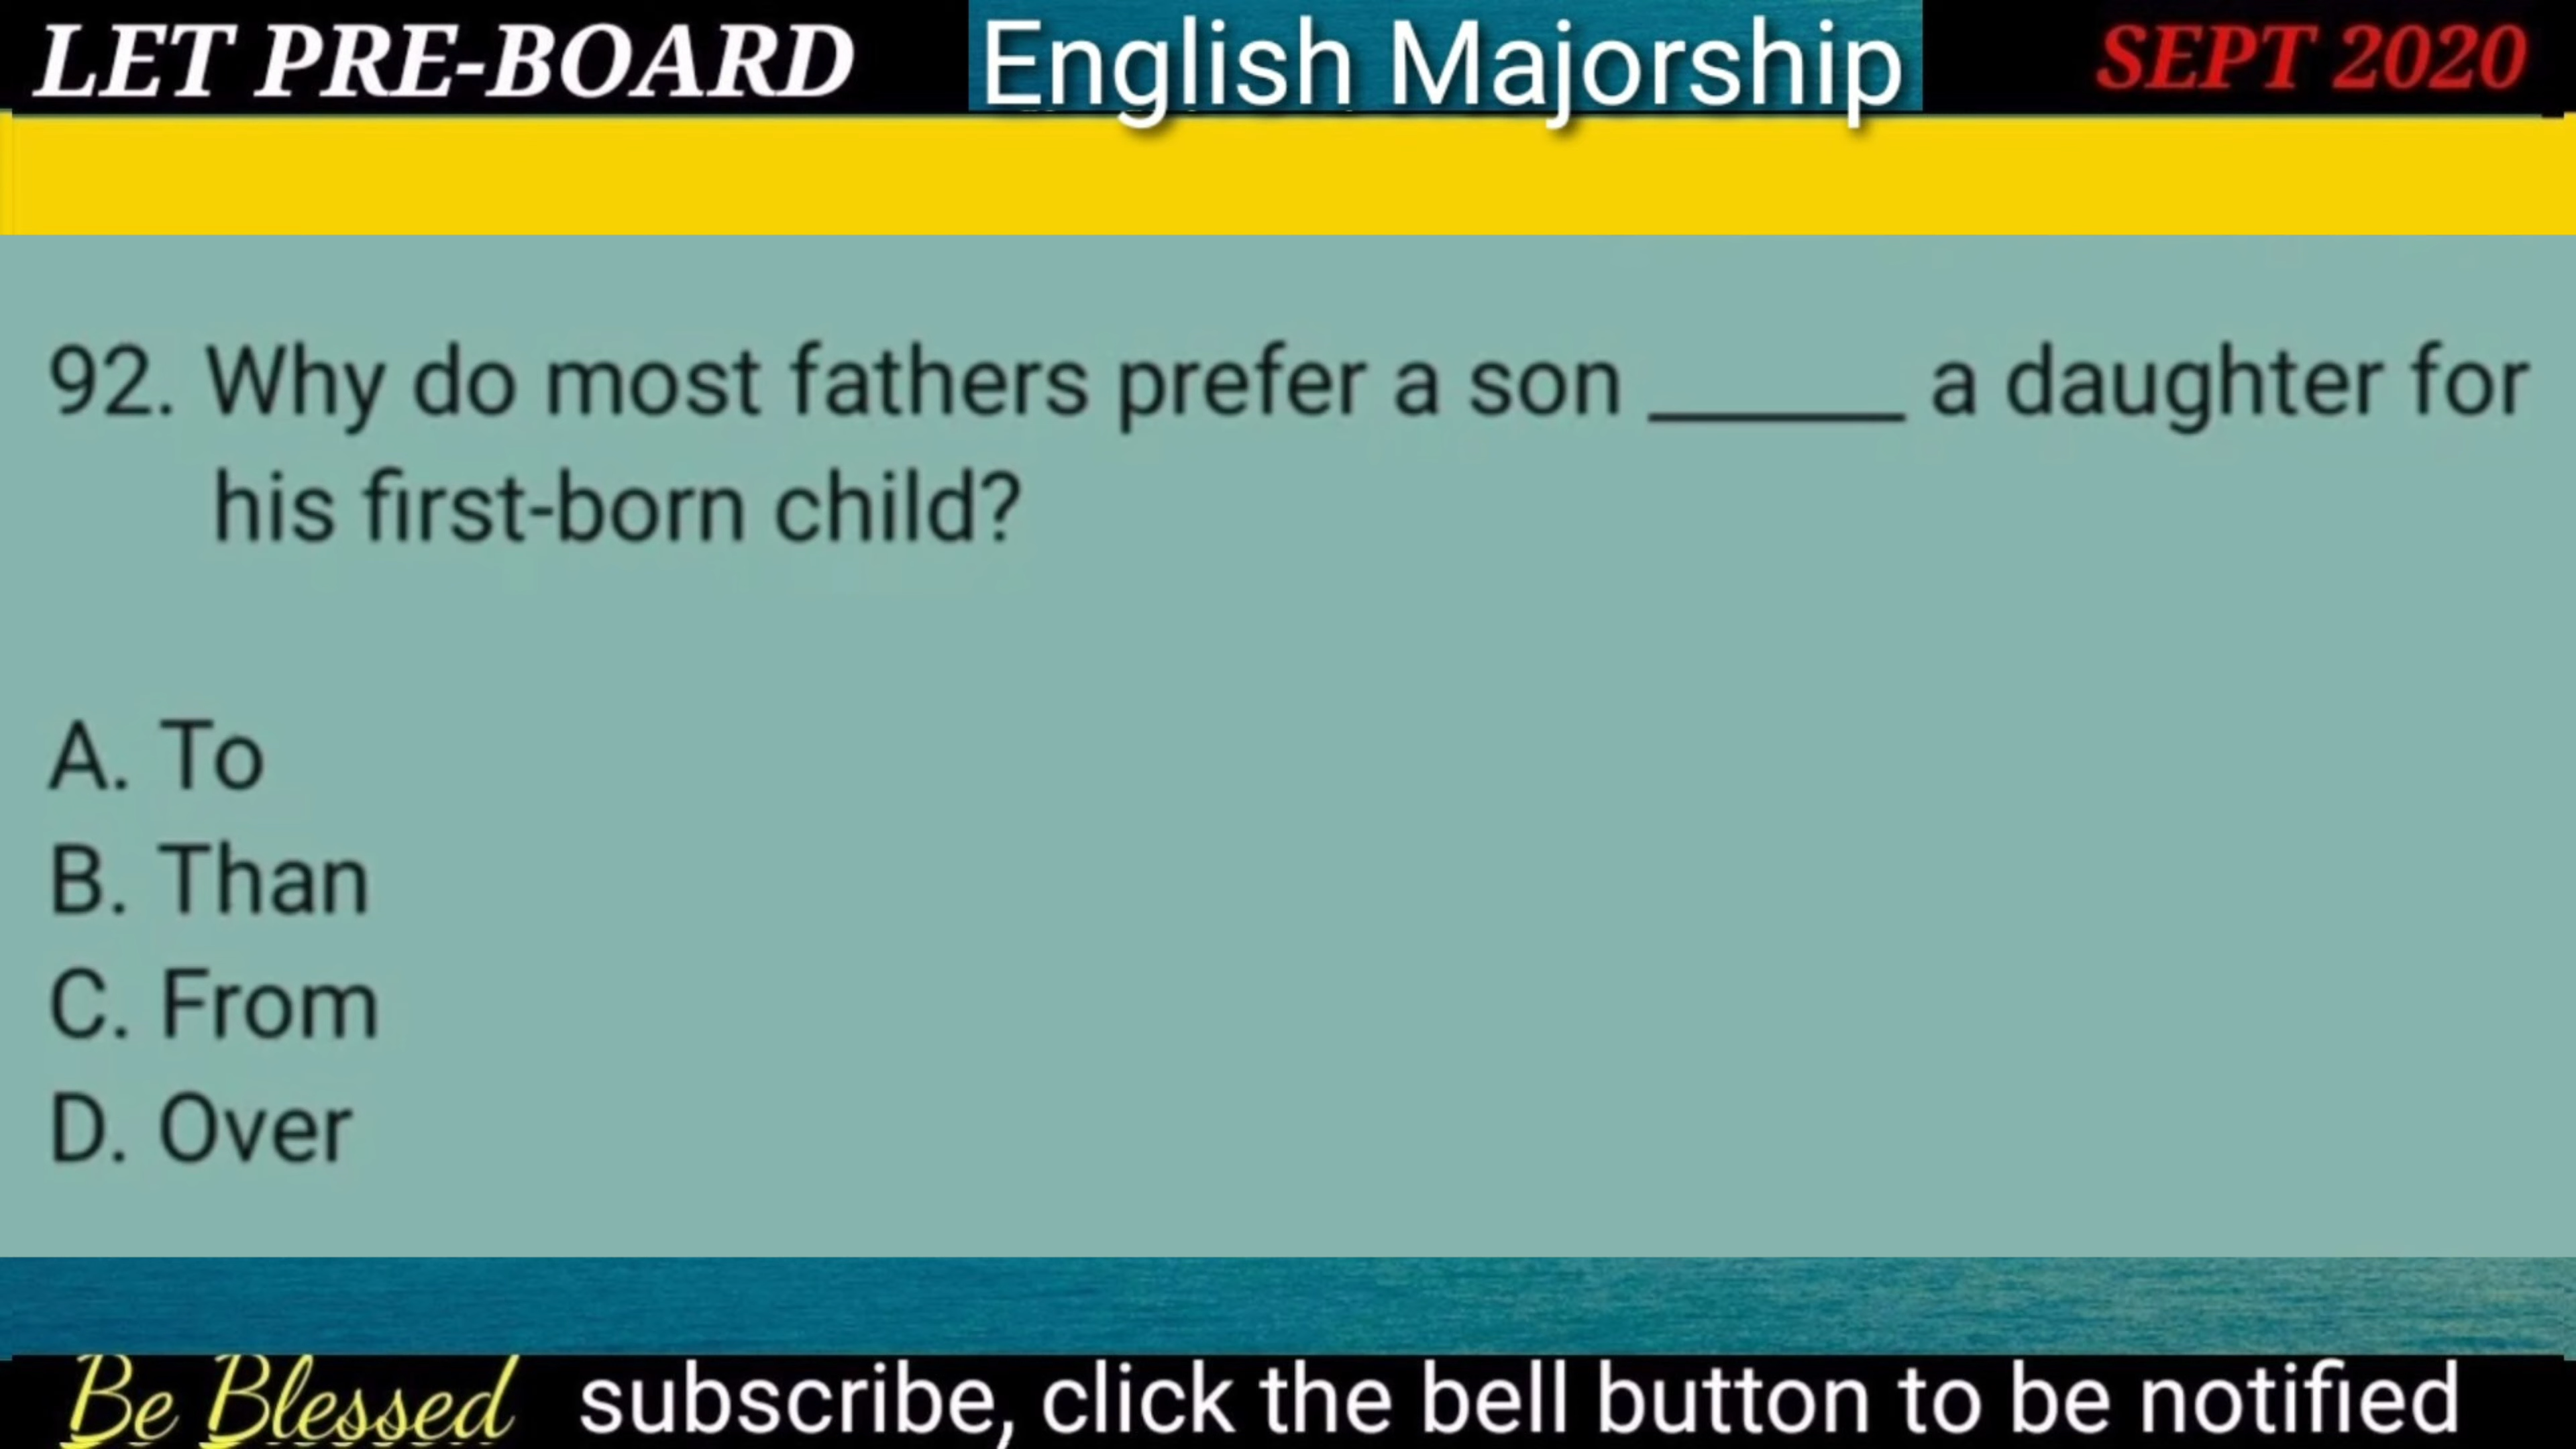 LET PRE-BOARD English Majorship SEPT 2020
92. Why do most fathers prefer a son ______ a daughter for
his first-born child?
A. To
B. Than
C. From
D. Over
Be Blessed subscribe, click the bell button to be notified